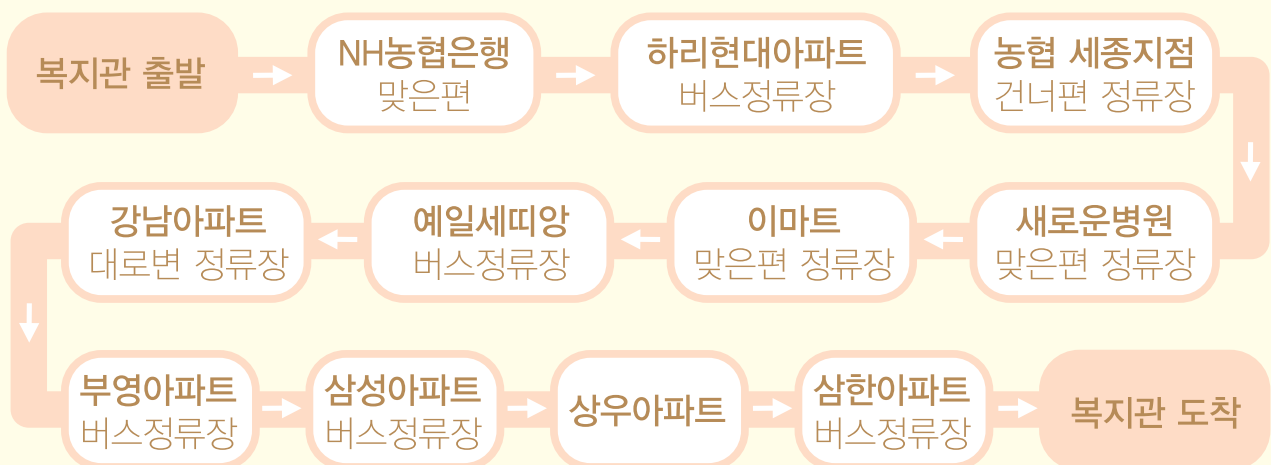 복지관 출발
NH농협은행
맞은편
하리현대아파트
버스정류장
농협 세종지점
건너편 정류장
새로운병원
맞은편 정류장
이마트
맞은편 정류장
예일세띠앙
버스정류장
강남아파트
대로변 정류장
부영아파트
버스정류장
삼성아파트
버스정류장
상우아파트
삼한아파트
버스정류장
복지관 도착